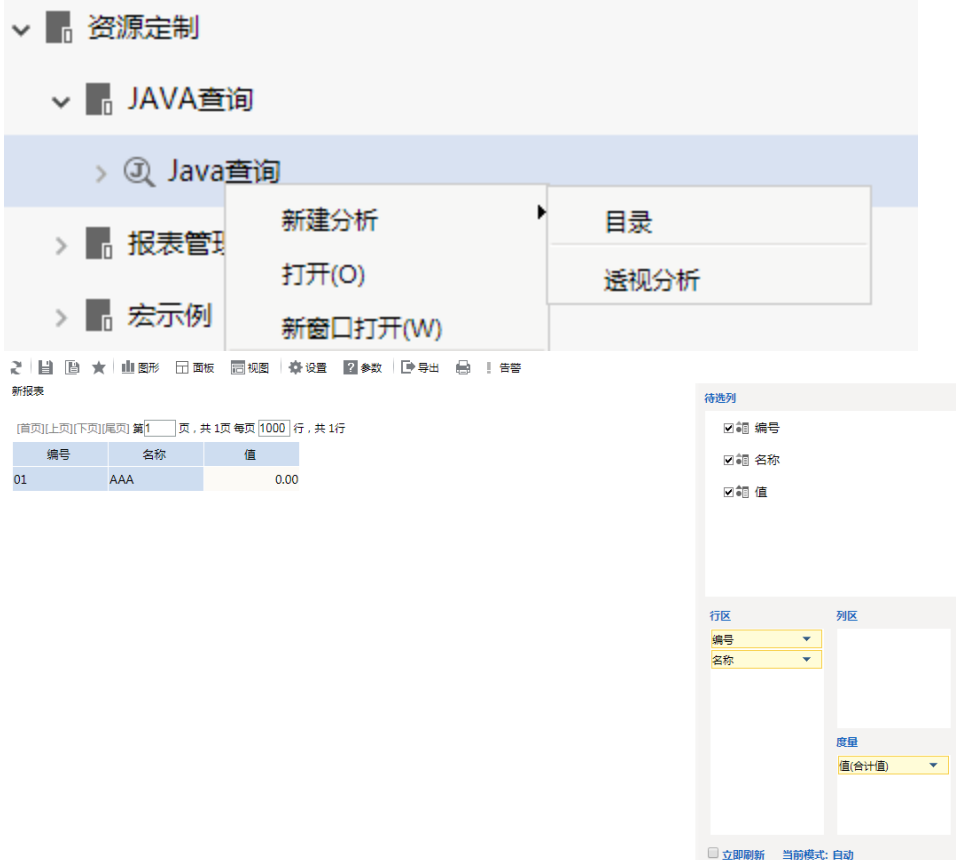 资源定制
JAVA查询
Java查询
新建分析
目录
报表管理
打开(O)
透视分析
宏示例
新窗口打开(W)
图形 面板 视图 设置 参数 导出 告警
新报表
[首页][上页][下页][尾页] 第1 页，共 1页 每页 1000 行，共 1行
编号 名称 值
01 AAA 0.00
待选列
编号
名称
值
行区 列区
编号
名称
度量
值(合计值)
立即刷新 当前模式: 自动